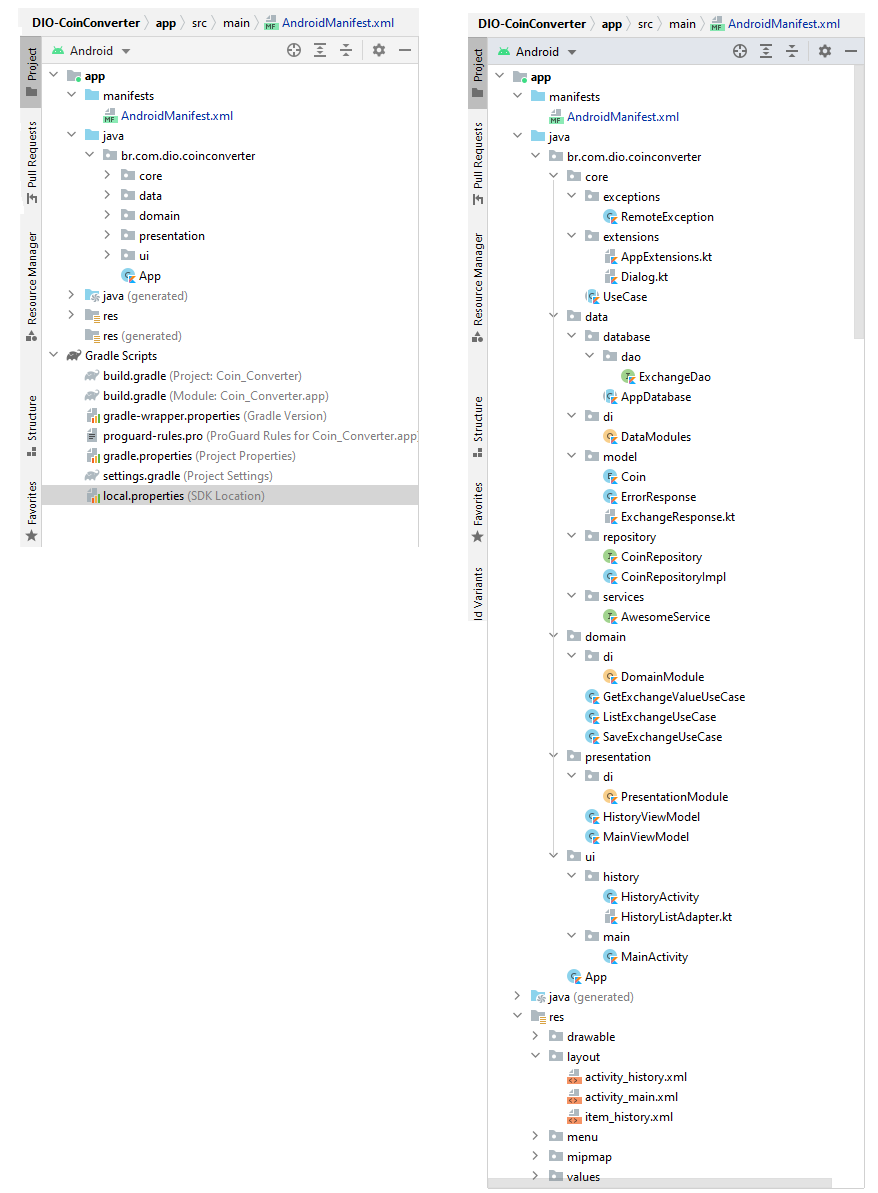 DIO-CoinConverter app src main AndroidManifest.xml
Project
Pull Requests
Resource Manager
Structure
Favorites
Android
app
manifests
AndroidManifest.xml
java
br.com.dio.coinconverter
core
data
domain
presentation
ui
App
java (generated)
res
res (generated)
Gradle Scripts
build.gradle (Project: Coin_Converter)
build.gradle (Module: Coin_Converter.app)
gradle-wrapper.properties (Gradle Version)
proguard-rules.pro (ProGuard Rules for Coin_Converter.app)
gradle.properties (Project Properties)
settings.gradle (Project Settings)
local.properties (SDK Location)
DIO-CoinConverter app src main AndroidManifest.xml
Project
Pull Requests
Resource Manager
Structure
Favorites
ld Variants
Android
app
manifests
AndroidManifest.xml
java
br.com.dio.coinconverter
core
exceptions
RemoteException
extensions
AppExtensions.kt
Dialog.kt
UseCase
data
database
dao
ExchangeDao
AppDatabase
di
DataModules
model
Coin
ErrorResponse
ExchangeResponse.kt
repository
CoinRepository
CoinRepositoryImpl
services
AwesomeService
domain
di
DomainModule
GetExchangeValueUseCase
ListExchangeUseCase
SaveExchangeUseCase
presentation
di
PresentationModule
HistoryViewModel
MainViewModel
ui
history
HistoryActivity
HistoryListAdapter.kt
main
MainActivity
App
java (generated)
res
drawable
layout
activity_history.xml
activity_main.xml
item_history.xml
menu
mipmap
values